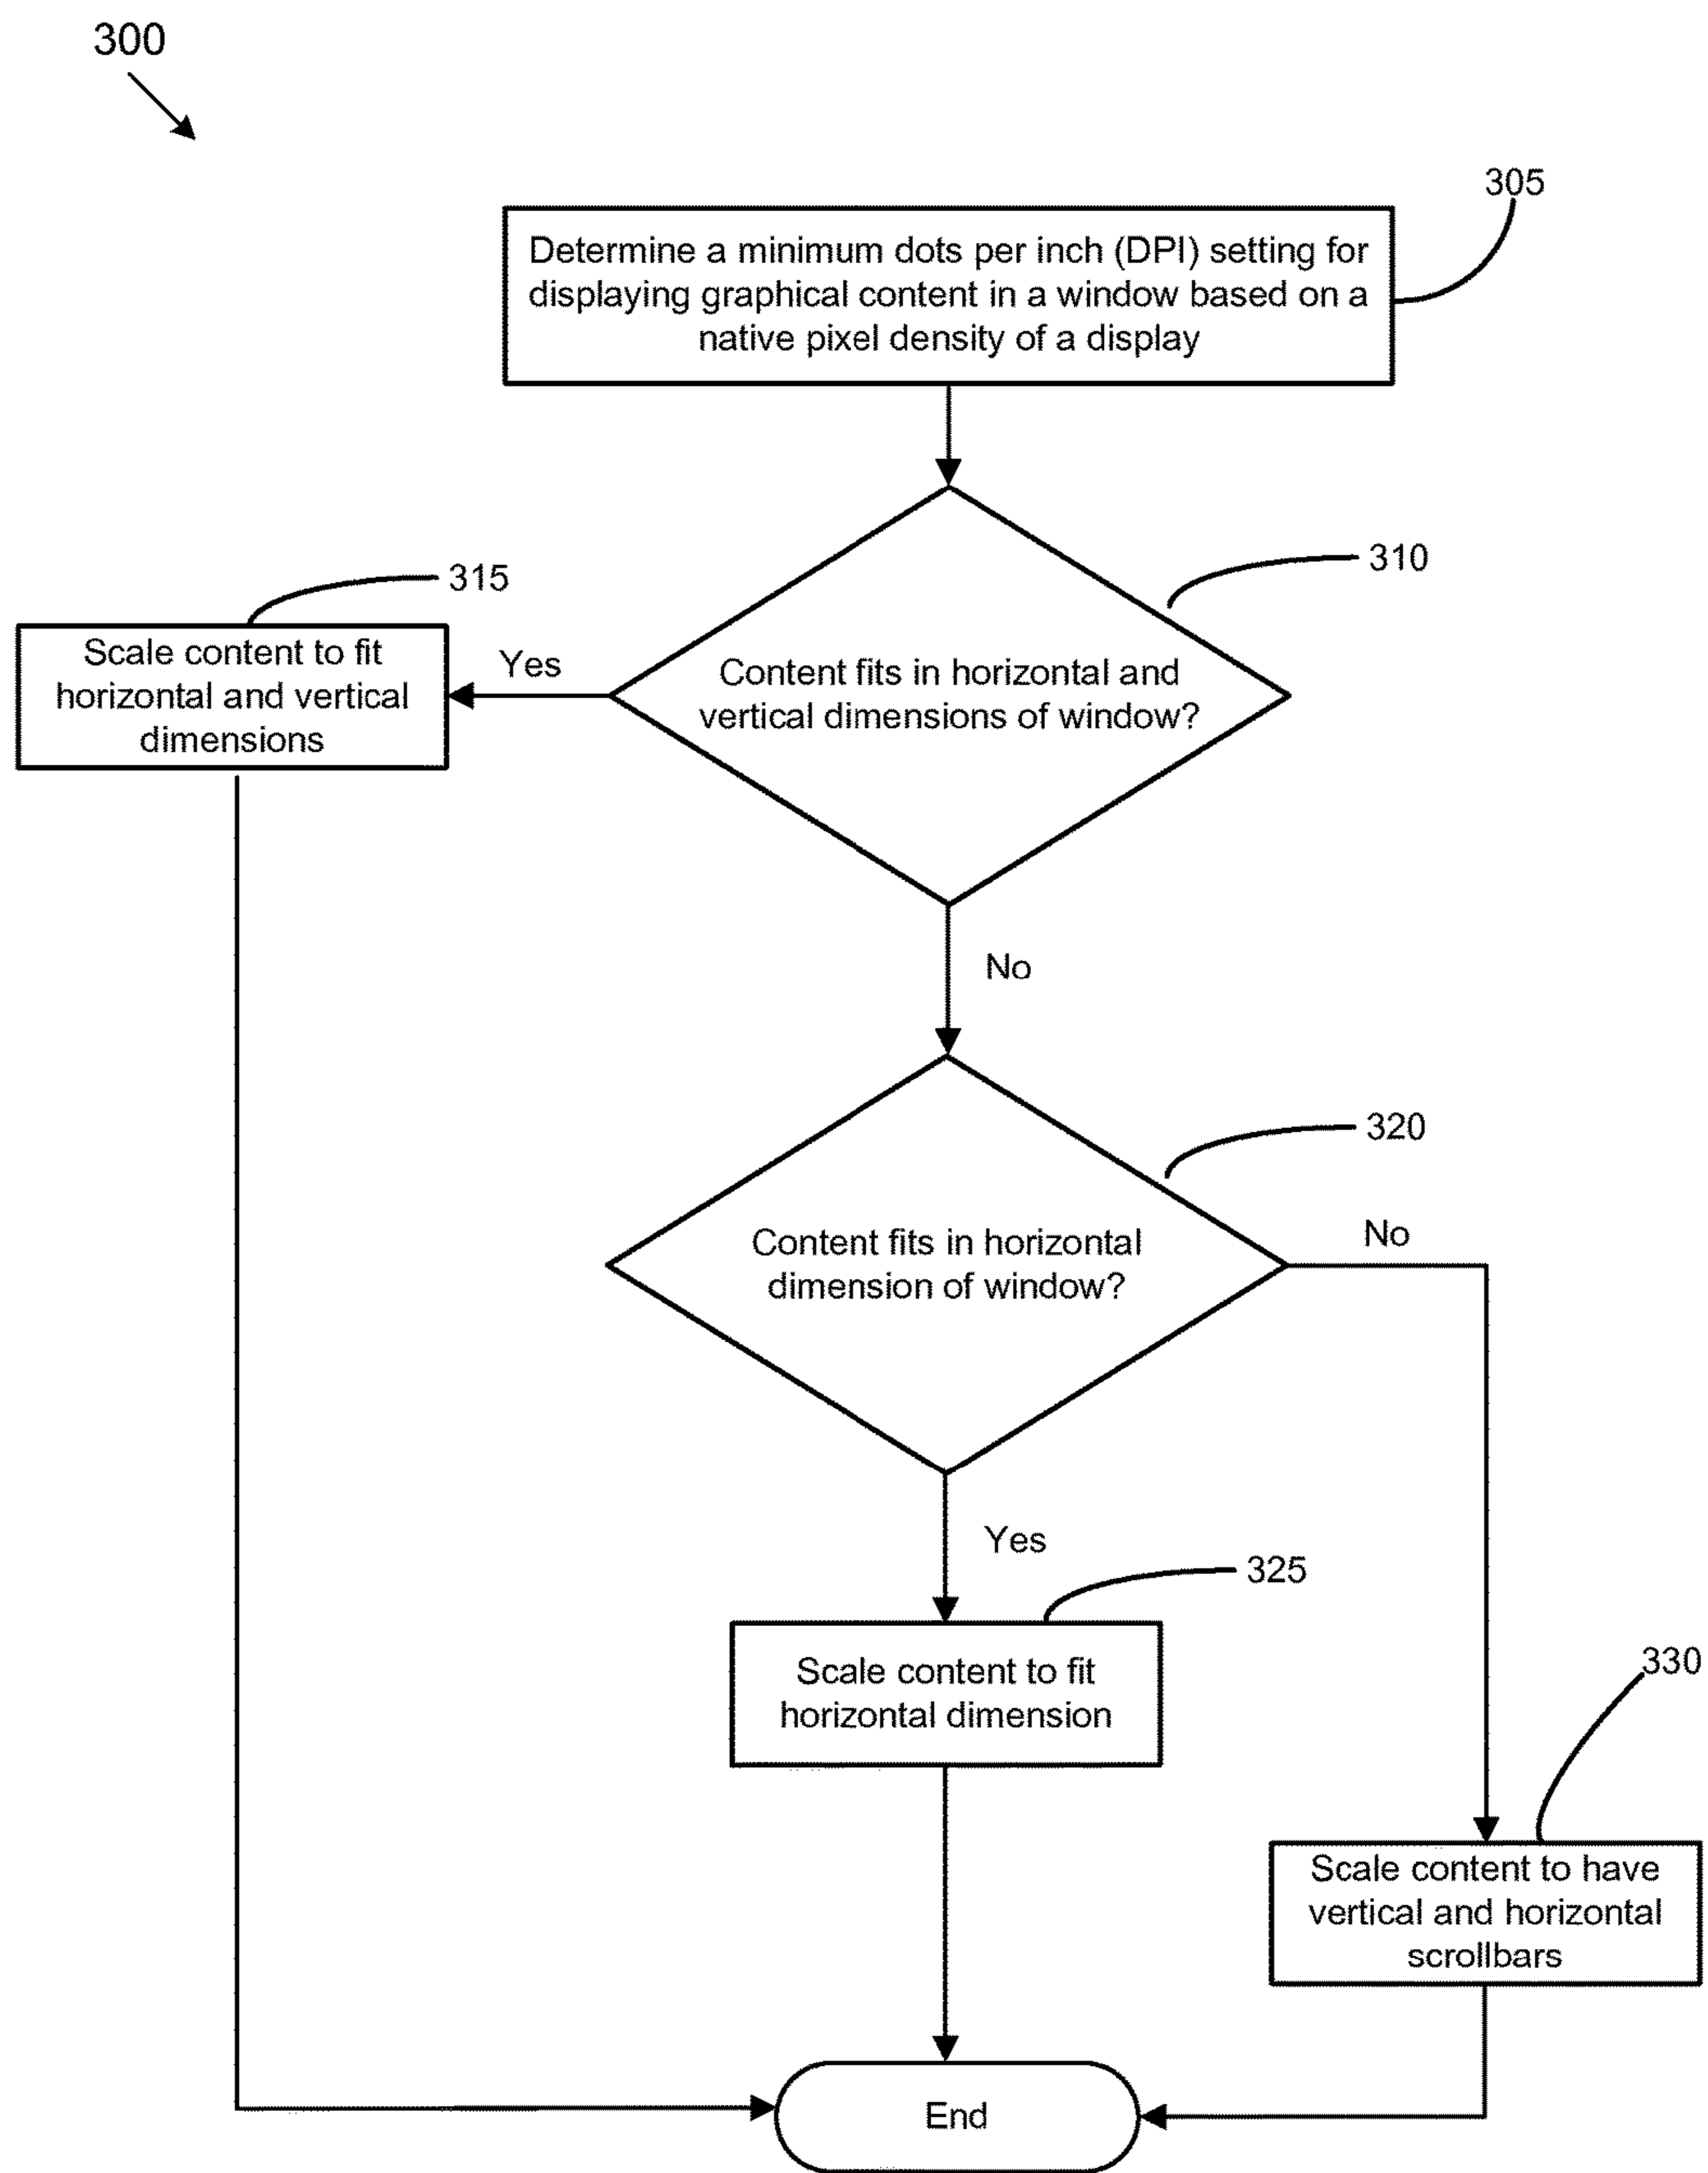 300
305
Determine a minimum dots per inch (DPI) setting for
displaying graphical content in a window based on a
native pixel density of a display
310
315
Scale content to fit
horizontal and vertical
dimensions
Yes
Content fits in horizontal and
vertical dimensions of window?
No
320
Content fits in horizontal
dimension of window?
No
Yes
325
Scale content to fit
horizontal dimension
330
Scale content to have
vertical and horizontal
scrollbars
End